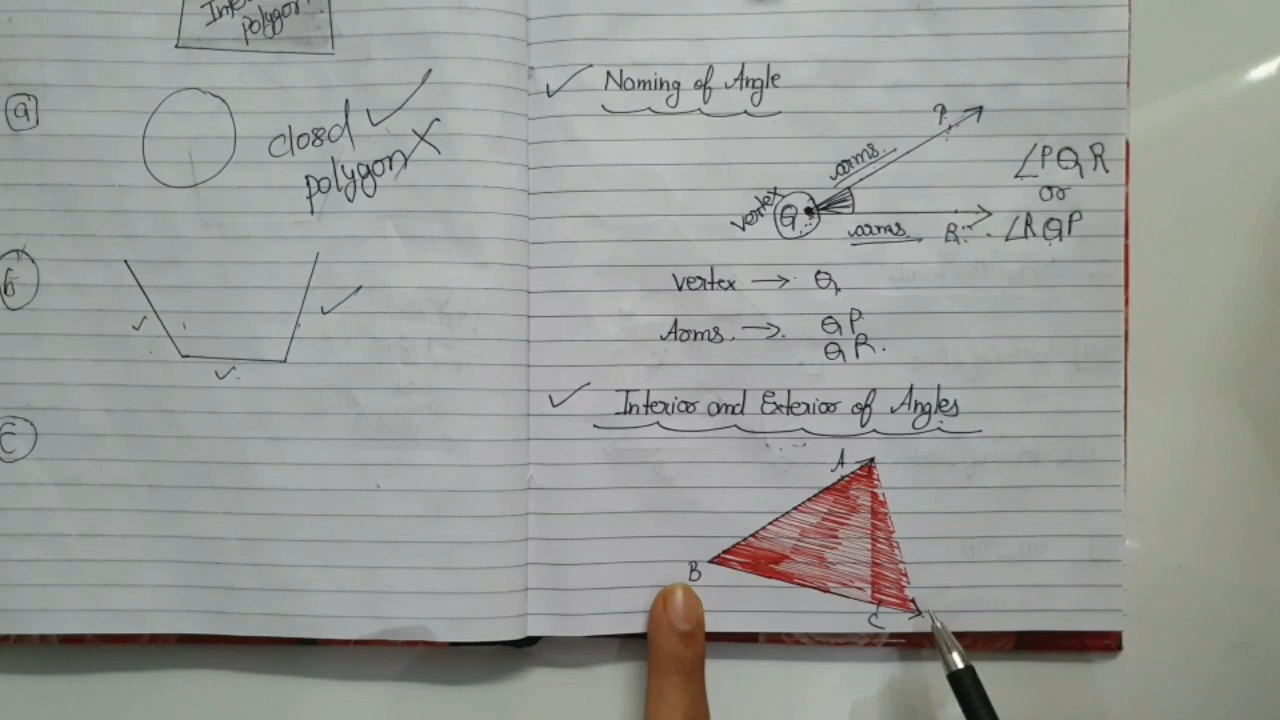 polygon.
a
closd ✓
polygon X
b
c
✓ Naming of Angle
P
arms.
vertex
Q
arms
R
∠PQR
or
∠RQP
vertex → Q
Arms. → QP
QR.
✓ Interior and Exterior of Angles
A
B
C